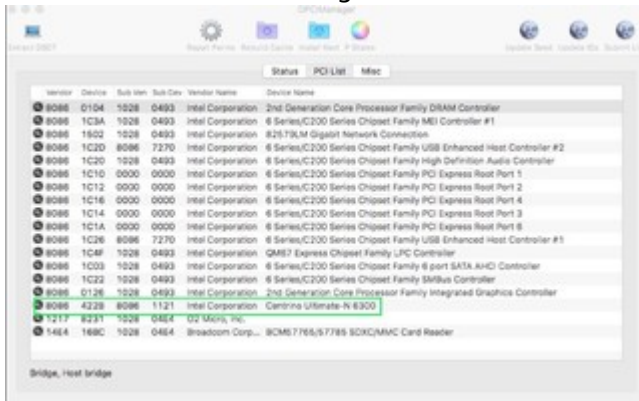 DPCIManager
Status PCI List Misc
Vendor Device Sub Ven Sub Dev Vendor Name Device Name
8086 0104 1028 0493 Intel Corporation 2nd Generation Core Processor Family DRAM Controller
8086 1C3A 1028 0493 Intel Corporation 6 Series/C200 Series Chipset Family MEI Controller #1
8086 1502 1028 0493 Intel Corporation 82579LM Gigabit Network Connection
8086 1C2D 8086 7270 Intel Corporation 6 Series/C200 Series Chipset Family USB Enhanced Host Controller #2
8086 1C20 1028 0493 Intel Corporation 6 Series/C200 Series Chipset Family High Definition Audio Controller
8086 1C10 0000 0000 Intel Corporation 6 Series/C200 Series Chipset Family PCI Express Root Port 1
8086 1C12 0000 0000 Intel Corporation 6 Series/C200 Series Chipset Family PCI Express Root Port 2
8086 1C16 0000 0000 Intel Corporation 6 Series/C200 Series Chipset Family PCI Express Root Port 4
8086 1C14 0000 0000 Intel Corporation 6 Series/C200 Series Chipset Family PCI Express Root Port 3
8086 1C1A 0000 0000 Intel Corporation 6 Series/C200 Series Chipset Family PCI Express Root Port 6
8086 1C26 8086 7270 Intel Corporation 6 Series/C200 Series Chipset Family USB Enhanced Host Controller #1
8086 1C4F 1028 0493 Intel Corporation QM67 Express Chipset Family LPC Controller
8086 1C03 1028 0493 Intel Corporation 6 Series/C200 Series Chipset Family 6 port SATA AHCI Controller
8086 1C22 1028 0493 Intel Corporation 6 Series/C200 Series Chipset Family SMBus Controller
8086 0126 1028 0493 Intel Corporation 2nd Generation Core Processor Family Integrated Graphics Controller
8086 4228 8086 1121 Intel Corporation Centrino Ultimate-N 6300
1217 8231 1028 04E4 O2 Micro, Inc.
14E4 16BC 1028 04E4 Broadcom Corp... BCM57765/57785 SDXC/MMC Card Reader
Bridge, Host bridge